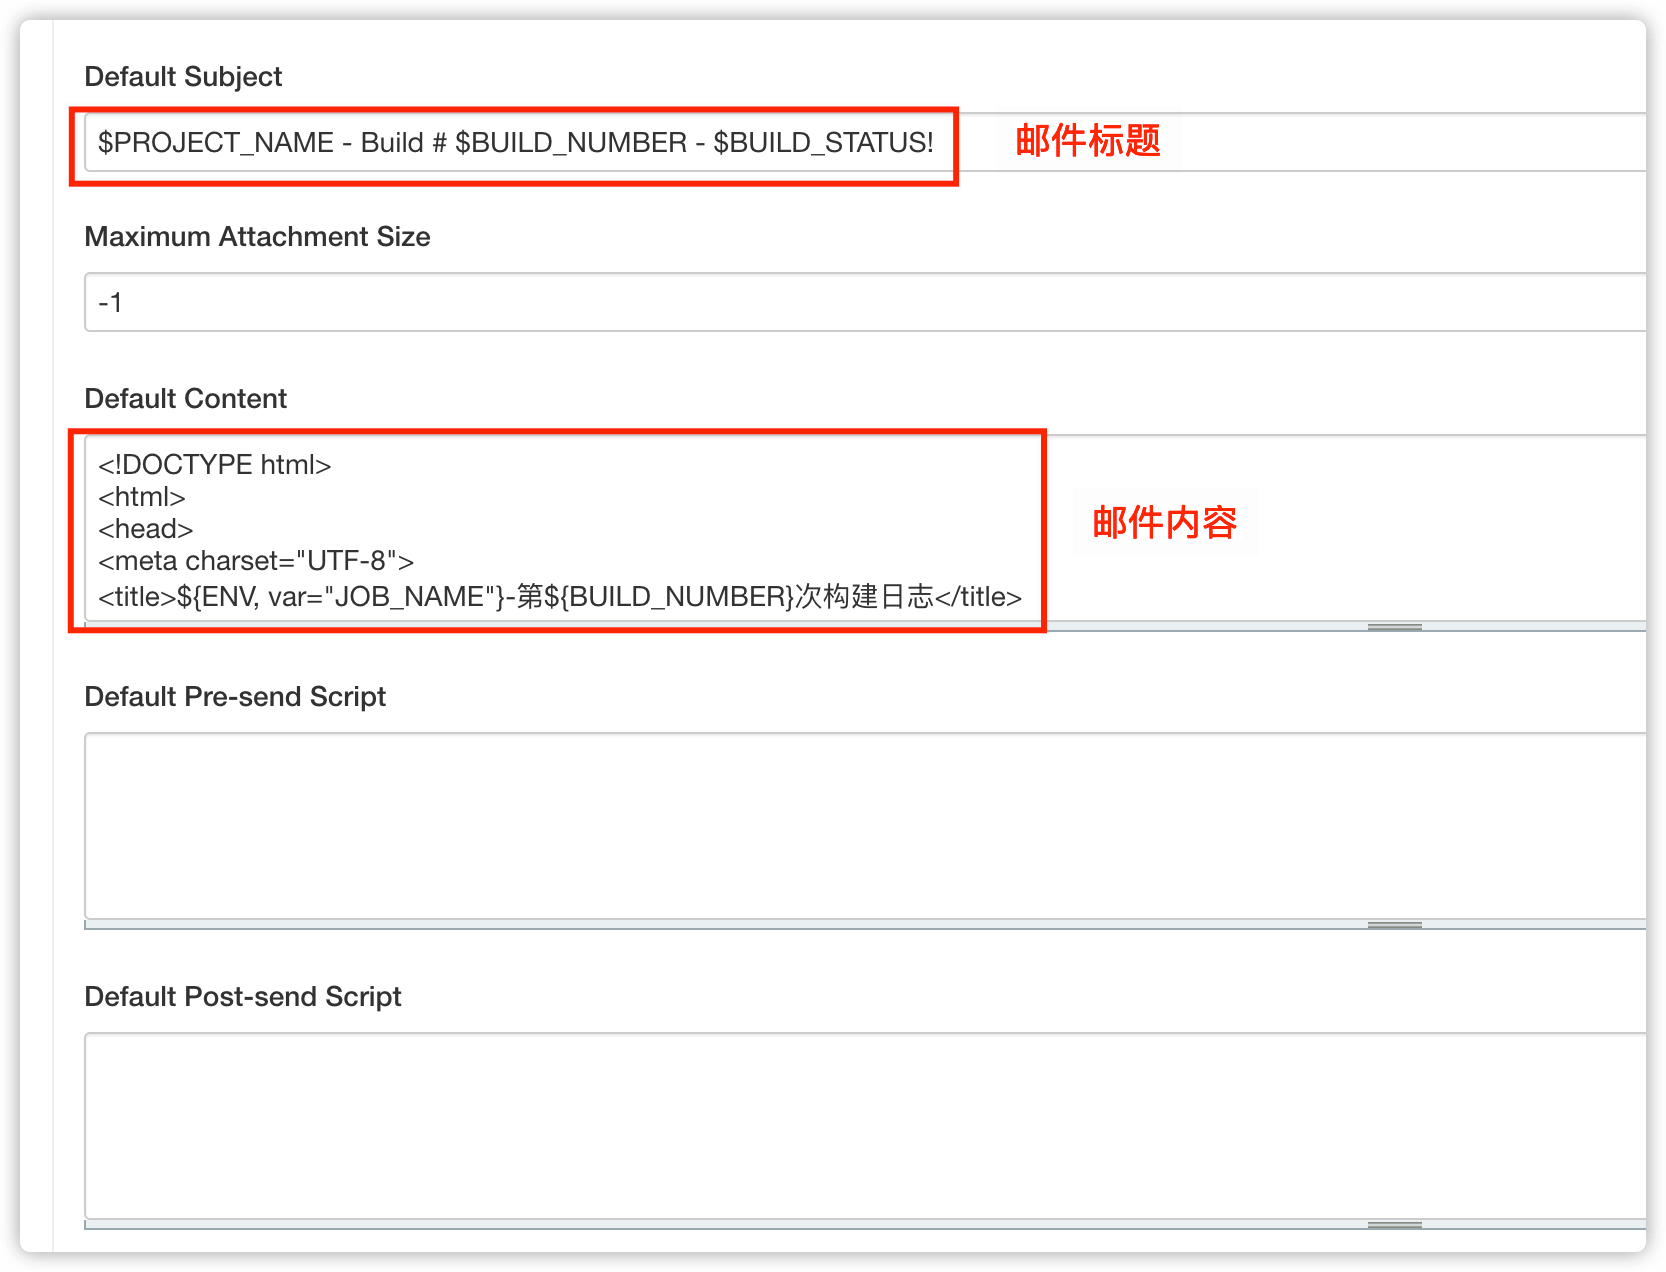 Default Subject
$PROJECT_NAME - Build # $BUILD_NUMBER - $BUILD_STATUS!
邮件标题
Maximum Attachment Size
-1
Default Content
<!DOCTYPE html>
<html>
<head>
<meta charset="UTF-8">
<title>${ENV, var="JOB_NAME"}-第${BUILD_NUMBER}次构建日志</title>
邮件内容
Default Pre-send Script
Default Post-send Script